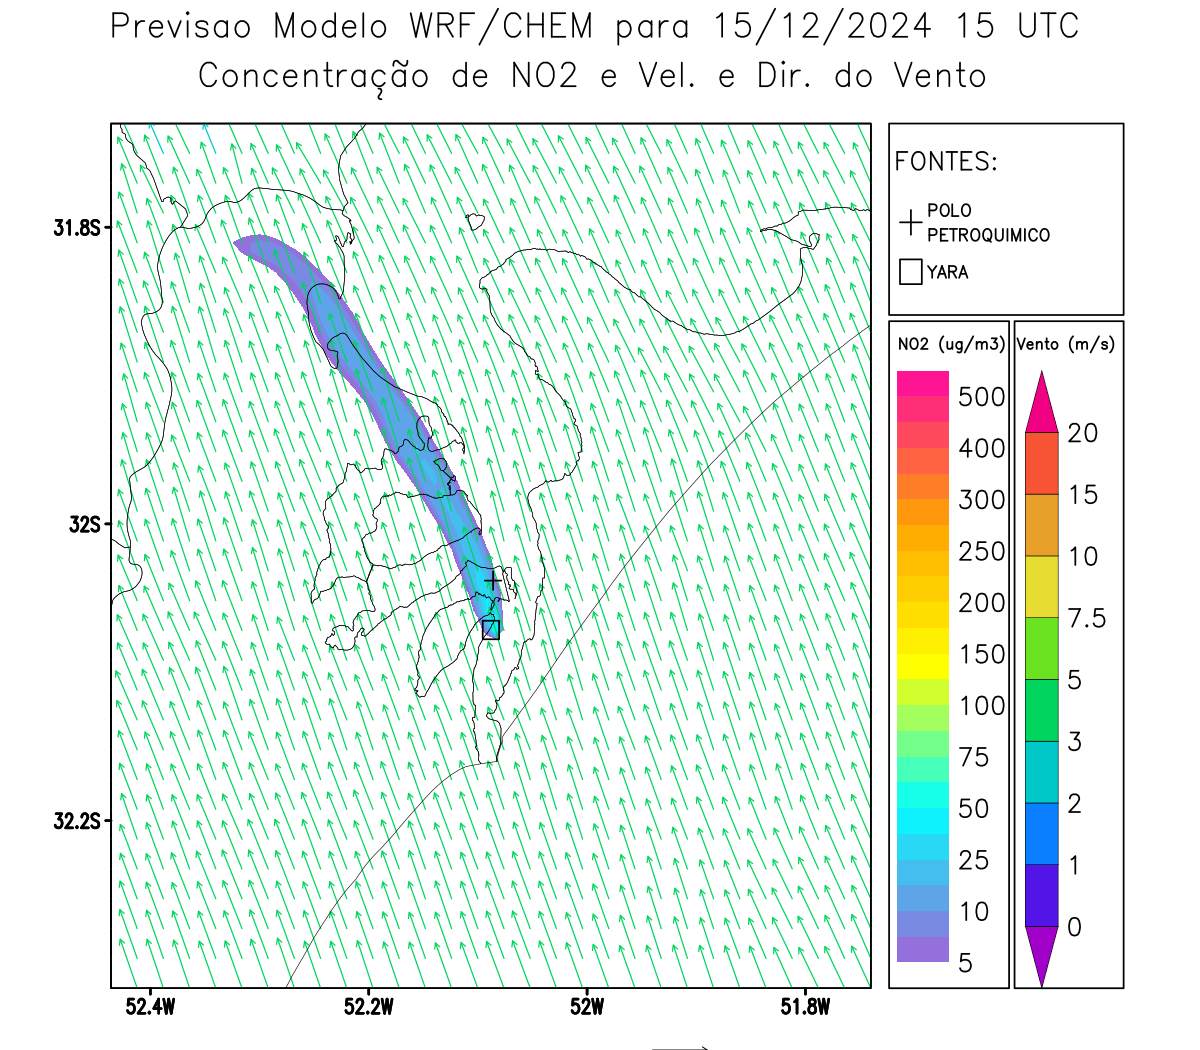 Previsao Modelo WRF/CHEM para 15/12/2024 15 UTC
Concentração de NO2 e Vel. e Dir. do Vento
FONTES:
POLO
PETROQUIMICO
YARA
31.8S
32S
32.2S
52.4W
52.2W
52W
51.8W
NO2 (ug/m3)
500
400
300
250
200
150
100
75
50
25
10
5
Vento (m/s)
20
15
10
7.5
5
3
2
1
0